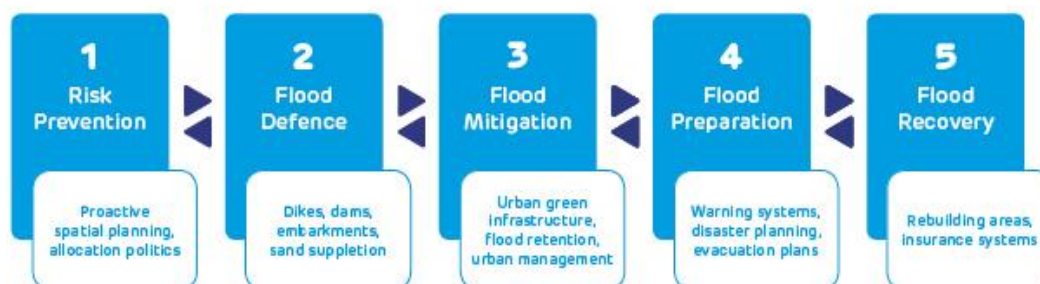 1
Risk
Prevention
Proactive
spatial planning,
allocation politics
2
Flood
Defence
Dikes, dams,
embarkments,
sand suppletion
3
Flood
Mitigation
Urban green
infrastructure,
flood retention,
urban management
4
Flood
Preparation
Warning systems,
disaster planning,
evacuation plans
5
Flood
Recovery
Rebuilding areas,
insurance systems